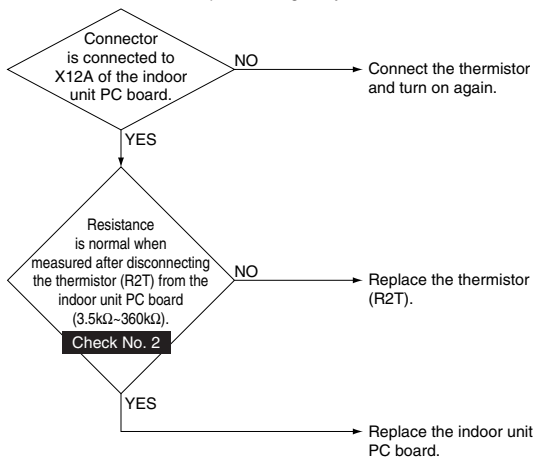 Connector
is connected to
X12A of the indoor
unit PC board.
NO
Connect the thermistor
and turn on again.
YES
Resistance
is normal when
measured after disconnecting
the thermistor (R2T) from the
indoor unit PC board
(3.5kΩ~360kΩ).
Check No. 2
NO
Replace the thermistor
(R2T).
YES
Replace the indoor unit
PC board.